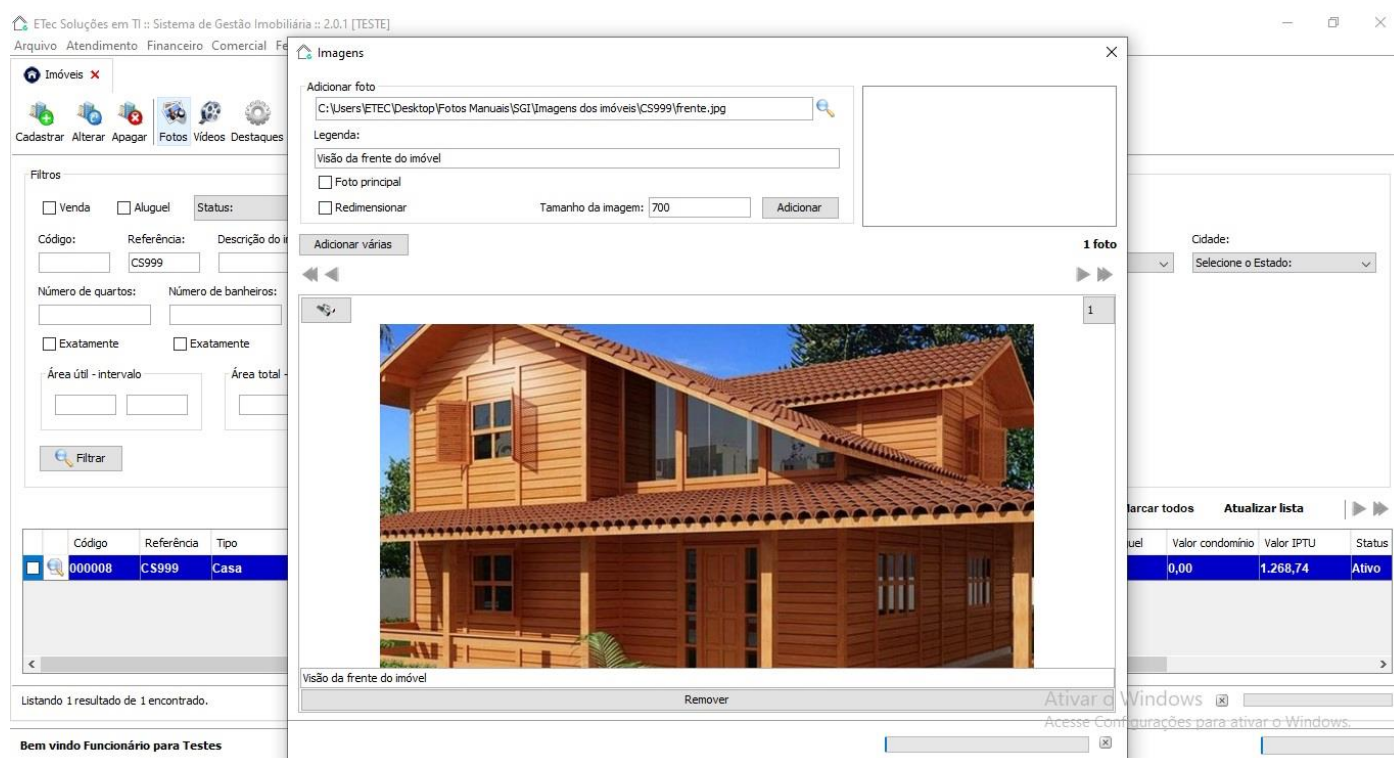 ETec Soluções em TI :: Sistema de Gestão Imobiliária :: 2.0.1 [TESTE]
Arquivo Atendimento Financeiro Comercial
Imóveis
Cadastrar Alterar Apagar Fotos Vídeos Destaques
Filtros
Venda Aluguel Status:
Código: Referência: Descrição do
CS999
Número de quartos: Número de banheiros:
Exatamente Exatamente
Área útil - intervalo Área total -
Filtrar
Imagens
Adicionar foto
C:\Users\ETEC\Desktop\Fotos Manuais\SGI\Imagens dos imóveis\CS999\frente.jpg
Legenda:
Visão da frente do imóvel
Foto principal
Redimensionar Tamanho da imagem: 700 Adicionar
Adicionar várias 1 foto
1
Visão da frente do imóvel
Remover
Cidade:
Selecione o Estado:
todos Atualizar lista
Código Referência Tipo Valor condomínio Valor IPTU Status
000008 CS999 Casa 0,00 1.268,74 Ativo
Listando 1 resultado de 1 encontrado.
Ativar o Windows
Acesse Configurações para ativar o Windows.
Bem vindo Funcionário para Testes